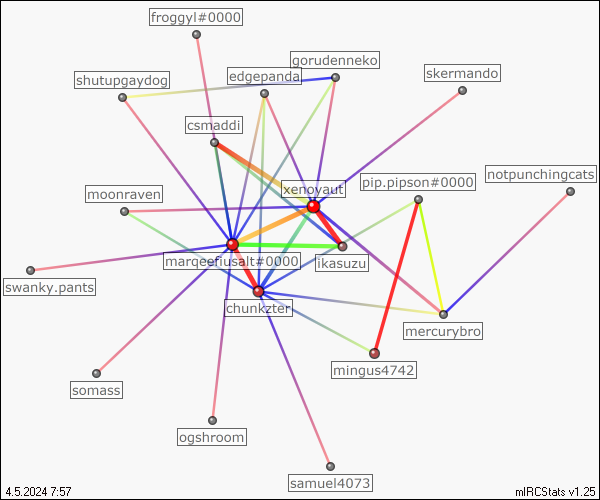 froggyl#0000
gorudenneko
shutupgaydog
edgepanda
skermando
csmaddi
notpunchingcats
pip.pipson#0000
xenoyaut
moonraven
marqeefiusalt#0000
ikasuzu
swanky.pants
chunkzter
mercurybro
mingus4742
somass
ogshroom
samuel4073
4.5.2024 7:57
mIRCStats v1.25